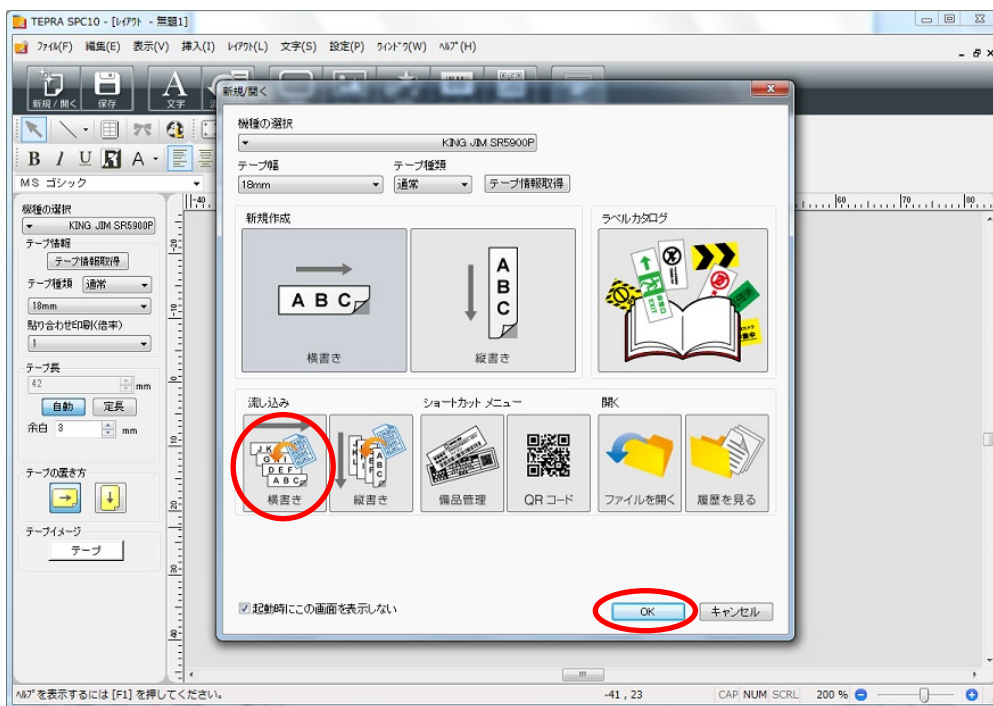 TEPRA SPC10 - [ﾚｲｱｳﾄ - 無題1]
ﾌｧｲﾙ(F) 編集(E) 表示(V) 挿入(I) ﾚｲｱｳﾄ(L) 文字(S) 設定(P) ｳｨﾝﾄﾞｳ(W) ﾍﾙﾌﾟ(H)
新規/開く 保存 文字
B I U A
MS ゴシック
機種の選択
KING JIM SR5900P
テープ情報
テープ情報取得
テープ種類 通常
18mm
貼り合わせ印刷(倍率)
1
テープ長
42 mm
自動 定長
余白 3 mm
テープの置き方
テープイメージ
テープ
新規/開く
機種の選択
KING JIM SR5900P
テープ幅 テープ種類
18mm 通常 テープ情報取得
新規作成
A B C
横書き
A
B
C
縦書き
ラベルカタログ
流し込み
J K
G H I
D E F
A B C
横書き
縦書き
ショートカット メニュー
備品管理
QR コード
開く
ファイルを開く
履歴を見る
起動時にこの画面を表示しない
OK キャンセル
-40
60 70 80
ﾍﾙﾌﾟを表示するには [F1] を押してください。
-41 , 23
CAP NUM SCRL 200 %